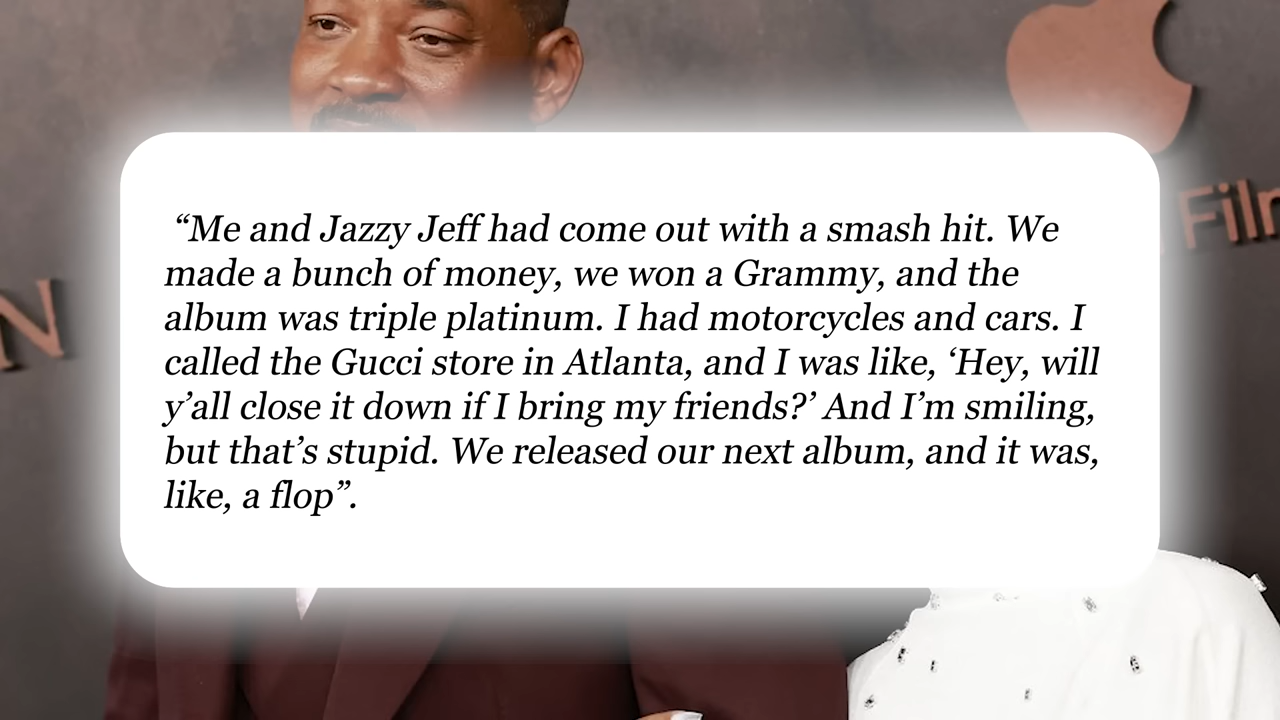 “Me and Jazzy Jeff had come out with a smash hit. We
made a bunch of money, we won a Grammy, and the
album was triple platinum. I had motorcycles and cars. I
called the Gucci store in Atlanta, and I was like, ‘Hey, will
y’all close it down if I bring my friends?’ And I’m smiling,
but that’s stupid. We released our next album, and it was,
like, a flop”.
N
Film